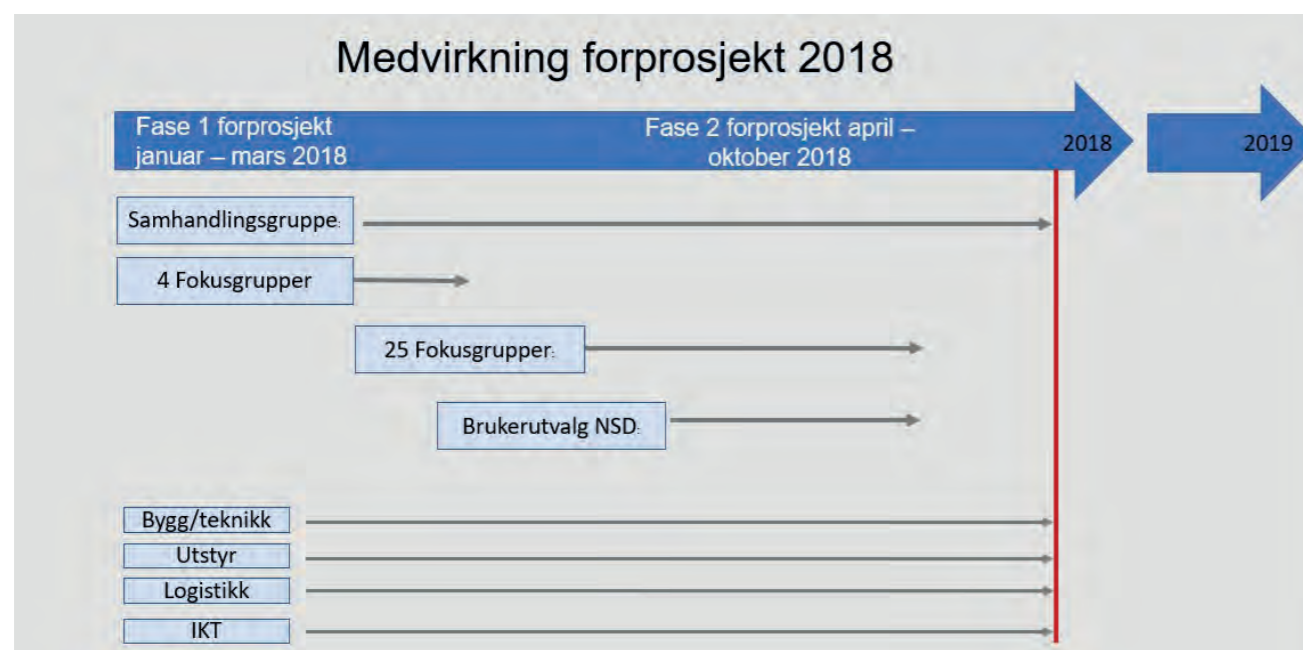 Medvirkning forprosjekt 2018
Fase 1 forprosjekt
januar – mars 2018
Fase 2 forprosjekt april –
oktober 2018
2018
2019
Samhandlingsgruppe:
4 Fokusgrupper
25 Fokusgrupper:
Brukerutvalg NSD:
Bygg/teknikk
Utstyr
Logistikk
IKT